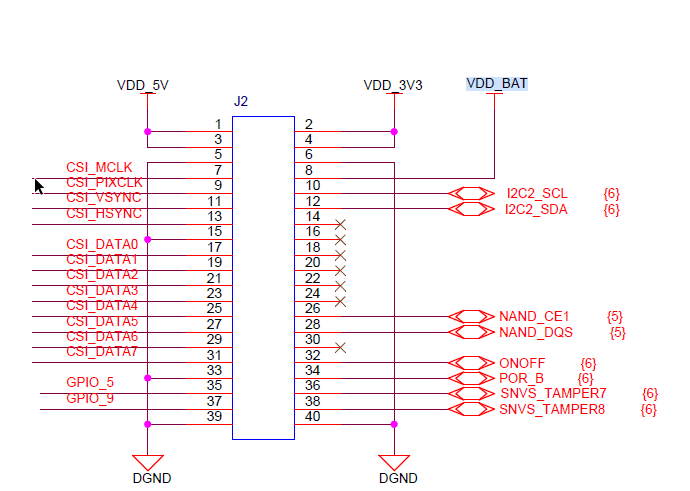 VDD_5V VDD_3V3 VDD_BAT
J2
1 2
3 4
5 6
CSI_MCLK 7 8
CSI_PIXCLK 9 10 I2C2_SCL {6}
CSI_VSYNC 11 12 I2C2_SDA {6}
CSI_HSYNC 13 14
15 16
CSI_DATA0 17 18
CSI_DATA1 19 20
CSI_DATA2 21 22
CSI_DATA3 23 24
CSI_DATA4 25 26 NAND_CE1 {5}
CSI_DATA5 27 28 NAND_DQS {5}
CSI_DATA6 29 30
CSI_DATA7 31 32 ONOFF {6}
33 34 POR_B {6}
GPIO_5 35 36 SNVS_TAMPER7 {6}
GPIO_9 37 38 SNVS_TAMPER8 {6}
39 40
DGND DGND